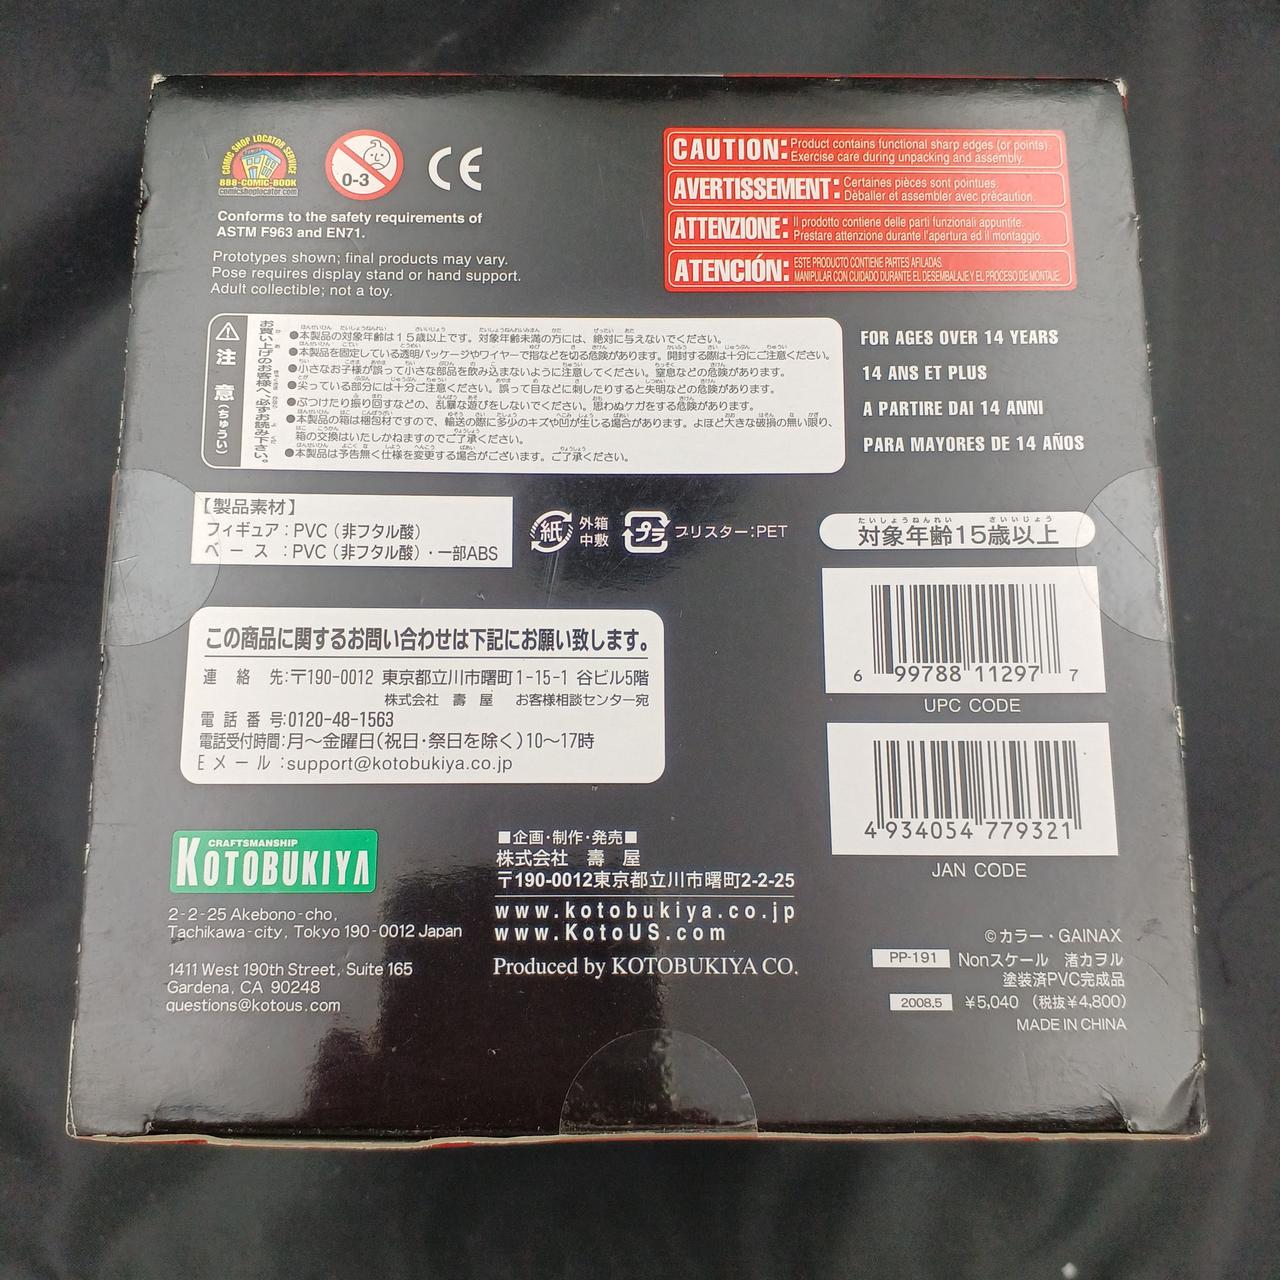 COMIC SHOP LOCATOR SERVICE
888-COMIC-BOOK
comicshoplocator.com
0-3
CE
Conforms to the safety requirements of
ASTM F963 and EN71.
Prototypes shown; final products may vary.
Pose requires display stand or hand support.
Adult collectible; not a toy.
CAUTION: Product contains functional sharp edges (or points).
Exercise care during unpacking and assembly.
AVERTISSEMENT: Certaines pièces sont pointues.
Déballer et assembler avec précaution.
ATTENZIONE: Il prodotto contiene delle parti funzionali appuntite.
Prestare attenzione durante l'apertura ed il montaggio.
ATENCIÓN: ESTE PRODUCTO CONTIENE PARTES AFILADAS.
MANIPULAR CON CUIDADO DURANTE EL DESEMBALAJE Y EL PROCESO DE MONTAJE.
注意(ちゅうい)
お買い上げのお客様へ必ずお読み下さい。
●本製品の対象年齢は15歳以上です。対象年齢未満の方には、絶対に与えないでください。
●本製品を固定している透明パッケージやワイヤーで指などを切る危険があります。開封する際は十分にご注意ください。
●小さなお子様が誤って小さな部品を飲み込まないように注意してください。窒息などの危険があります。
●尖っている部分には十分ご注意ください。誤って目などに刺したりすると失明などの危険があります。
●ぶつけたり振り回すなどの、乱暴な遊びをしないでください。思わぬケガをする危険があります。
●本製品の箱は梱包材ですので、輸送の際に多少のキズや凹が生じる場合があります。よほど大きな破損の無い限り、
箱の交換はいたしかねますのでご了承ください。
●本製品は予告無く仕様を変更する場合がございます。ご了承ください。
FOR AGES OVER 14 YEARS
14 ANS ET PLUS
A PARTIRE DAI 14 ANNI
PARA MAYORES DE 14 AÑOS
【製品素材】
フィギュア：PVC（非フタル酸）
ベース：PVC（非フタル酸）・一部ABS
紙
外箱
中敷
プラ
ブリスター：PET
たいしょうねんれい さいいじょう
対象年齢15歳以上
6 99788 11297 7
UPC CODE
この商品に関するお問い合わせは下記にお願い致します。
連絡先：〒190-0012 東京都立川市曙町1-15-1 谷ビル5階
株式会社 壽屋 お客様相談センター宛
電話番号:0120-48-1563
電話受付時間:月〜金曜日(祝日・祭日を除く)10〜17時
Eメール:support@kotobukiya.co.jp
4 934054 779321
JAN CODE
CRAFTSMANSHIP
KOTOBUKIYA
2-2-25 Akebono-cho,
Tachikawa-city, Tokyo 190-0012 Japan
1411 West 190th Street, Suite 165
Gardena, CA 90248
questions@kotous.com
■企画・制作・発売■
株式会社 壽屋
〒190-0012東京都立川市曙町2-2-25
www.kotobukiya.co.jp
www.KotoUS.com
Produced by KOTOBUKIYA CO.
©カラー・GAINAX
PP-191 Nonスケール 渚カヲル
塗装済PVC完成品
2008.5 ¥5,040 (税抜¥4,800)
MADE IN CHINA